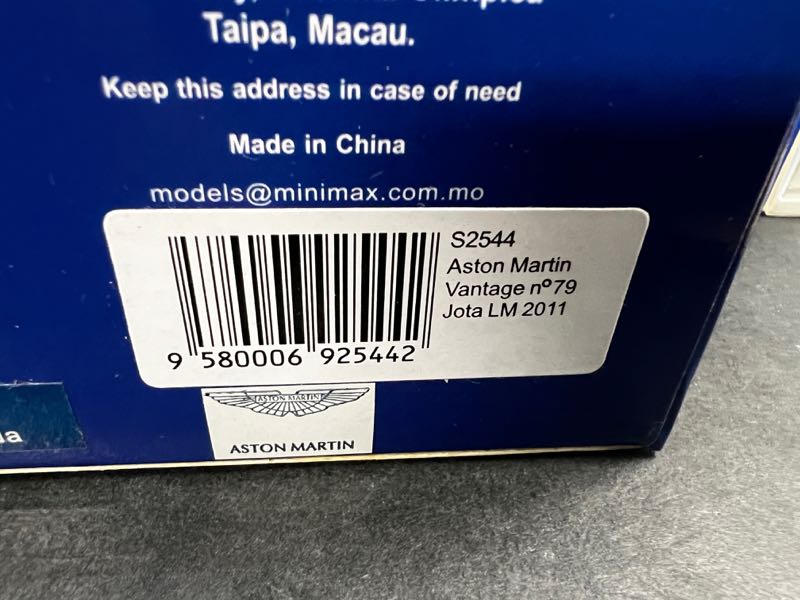 Taipa, Macau.
Keep this address in case of need
Made in China
models@minimax.com.mo
S2544
Aston Martin
Vantage nº79
Jota LM 2011
9 580006 925442
ASTON MARTIN
ASTON MARTIN